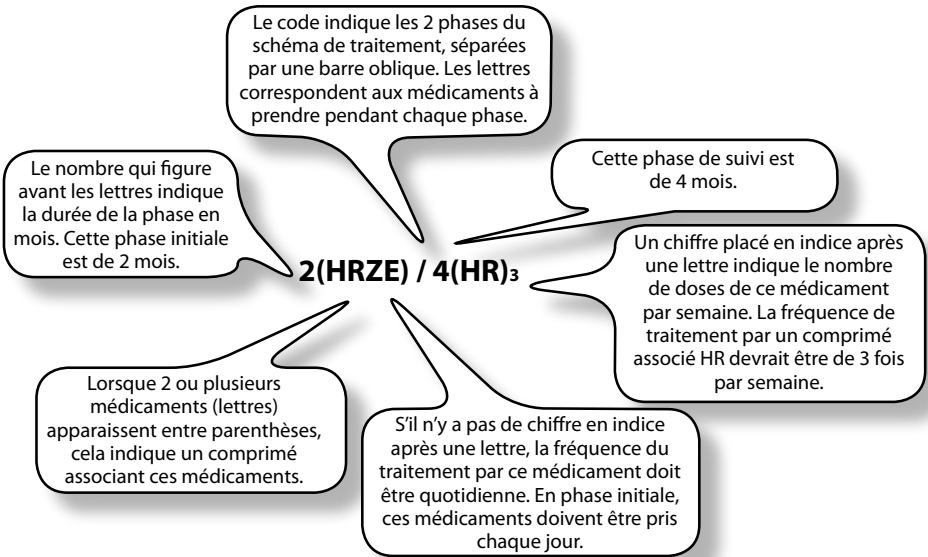 Le code indique les 2 phases du
schéma de traitement, séparées
par une barre oblique. Les lettres
correspondent aux médicaments à
prendre pendant chaque phase.
Le nombre qui figure
avant les lettres indique
la durée de la phase en
mois. Cette phase initiale
est de 2 mois.
Cette phase de suivi est
de 4 mois.
2(HRZE) / 4(HR)₃
Un chiffre placé en indice après
une lettre indique le nombre
de doses de ce médicament
par semaine. La fréquence de
traitement par un comprimé
associé HR devrait être de 3 fois
par semaine.
Lorsque 2 ou plusieurs
médicaments (lettres)
apparaissent entre parenthèses,
cela indique un comprimé
associant ces médicaments.
S'il n'y a pas de chiffre en indice
après une lettre, la fréquence du
traitement par ce médicament doit
être quotidienne. En phase initiale,
ces médicaments doivent être pris
chaque jour.